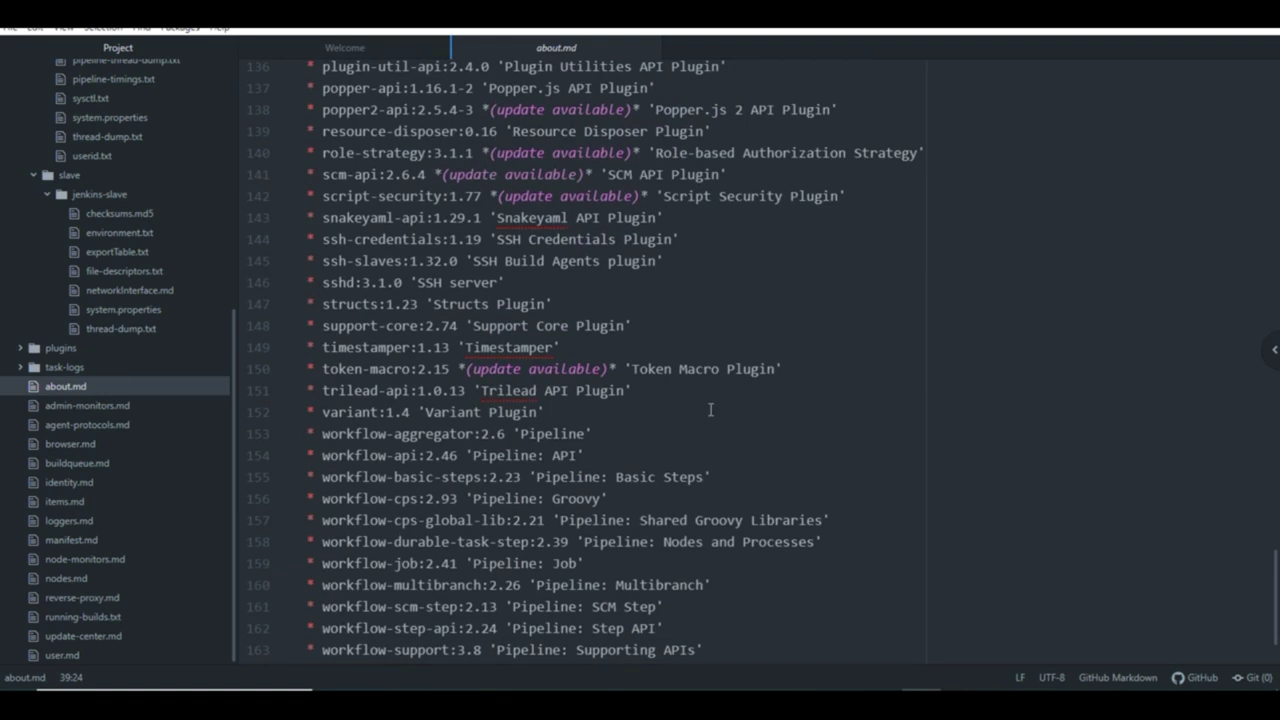 File Edit View Selection Find Packages Help
Project
Welcome
about.md
pipeline-thread-dump.txt
pipeline-timings.txt
sysctl.txt
system.properties
thread-dump.txt
userid.txt
slave
jenkins-slave
checksums.md5
environment.txt
exportTable.txt
file-descriptors.txt
networkInterface.md
system.properties
thread-dump.txt
plugins
task-logs
about.md
admin-monitors.md
agent-protocols.md
browser.md
buildqueue.md
identity.md
items.md
loggers.md
manifest.md
node-monitors.md
nodes.md
reverse-proxy.md
running-builds.txt
update-center.md
user.md
136 * plugin-util-api:2.4.0 'Plugin Utilities API Plugin'
137 * popper-api:1.16.1-2 'Popper.js API Plugin'
138 * popper2-api:2.5.4-3 *(update available)* 'Popper.js 2 API Plugin'
139 * resource-disposer:0.16 'Resource Disposer Plugin'
140 * role-strategy:3.1.1 *(update available)* 'Role-based Authorization Strategy'
141 * scm-api:2.6.4 *(update available)* 'SCM API Plugin'
142 * script-security:1.77 *(update available)* 'Script Security Plugin'
143 * snakeyaml-api:1.29.1 'Snakeyaml API Plugin'
144 * ssh-credentials:1.19 'SSH Credentials Plugin'
145 * ssh-slaves:1.32.0 'SSH Build Agents plugin'
146 * sshd:3.1.0 'SSH server'
147 * structs:1.23 'Structs Plugin'
148 * support-core:2.74 'Support Core Plugin'
149 * timestamper:1.13 'Timestamper'
150 * token-macro:2.15 *(update available)* 'Token Macro Plugin'
151 * trilead-api:1.0.13 'Trilead API Plugin'
152 * variant:1.4 'Variant Plugin'
153 * workflow-aggregator:2.6 'Pipeline'
154 * workflow-api:2.46 'Pipeline: API'
155 * workflow-basic-steps:2.23 'Pipeline: Basic Steps'
156 * workflow-cps:2.93 'Pipeline: Groovy'
157 * workflow-cps-global-lib:2.21 'Pipeline: Shared Groovy Libraries'
158 * workflow-durable-task-step:2.39 'Pipeline: Nodes and Processes'
159 * workflow-job:2.41 'Pipeline: Job'
160 * workflow-multibranch:2.26 'Pipeline: Multibranch'
161 * workflow-scm-step:2.13 'Pipeline: SCM Step'
162 * workflow-step-api:2.24 'Pipeline: Step API'
163 * workflow-support:3.8 'Pipeline: Supporting APIs'
about.md 39:24 LF UTF-8 GitHub Markdown GitHub Git (0)